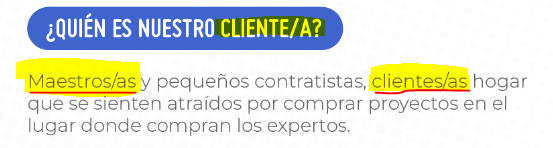 ¿QUIÉN ES NUESTRO CLIENTE/A?
Maestros/as y pequeños contratistas, clientes/as hogar
que se sienten atraídos por comprar proyectos en el
lugar donde compran los expertos.